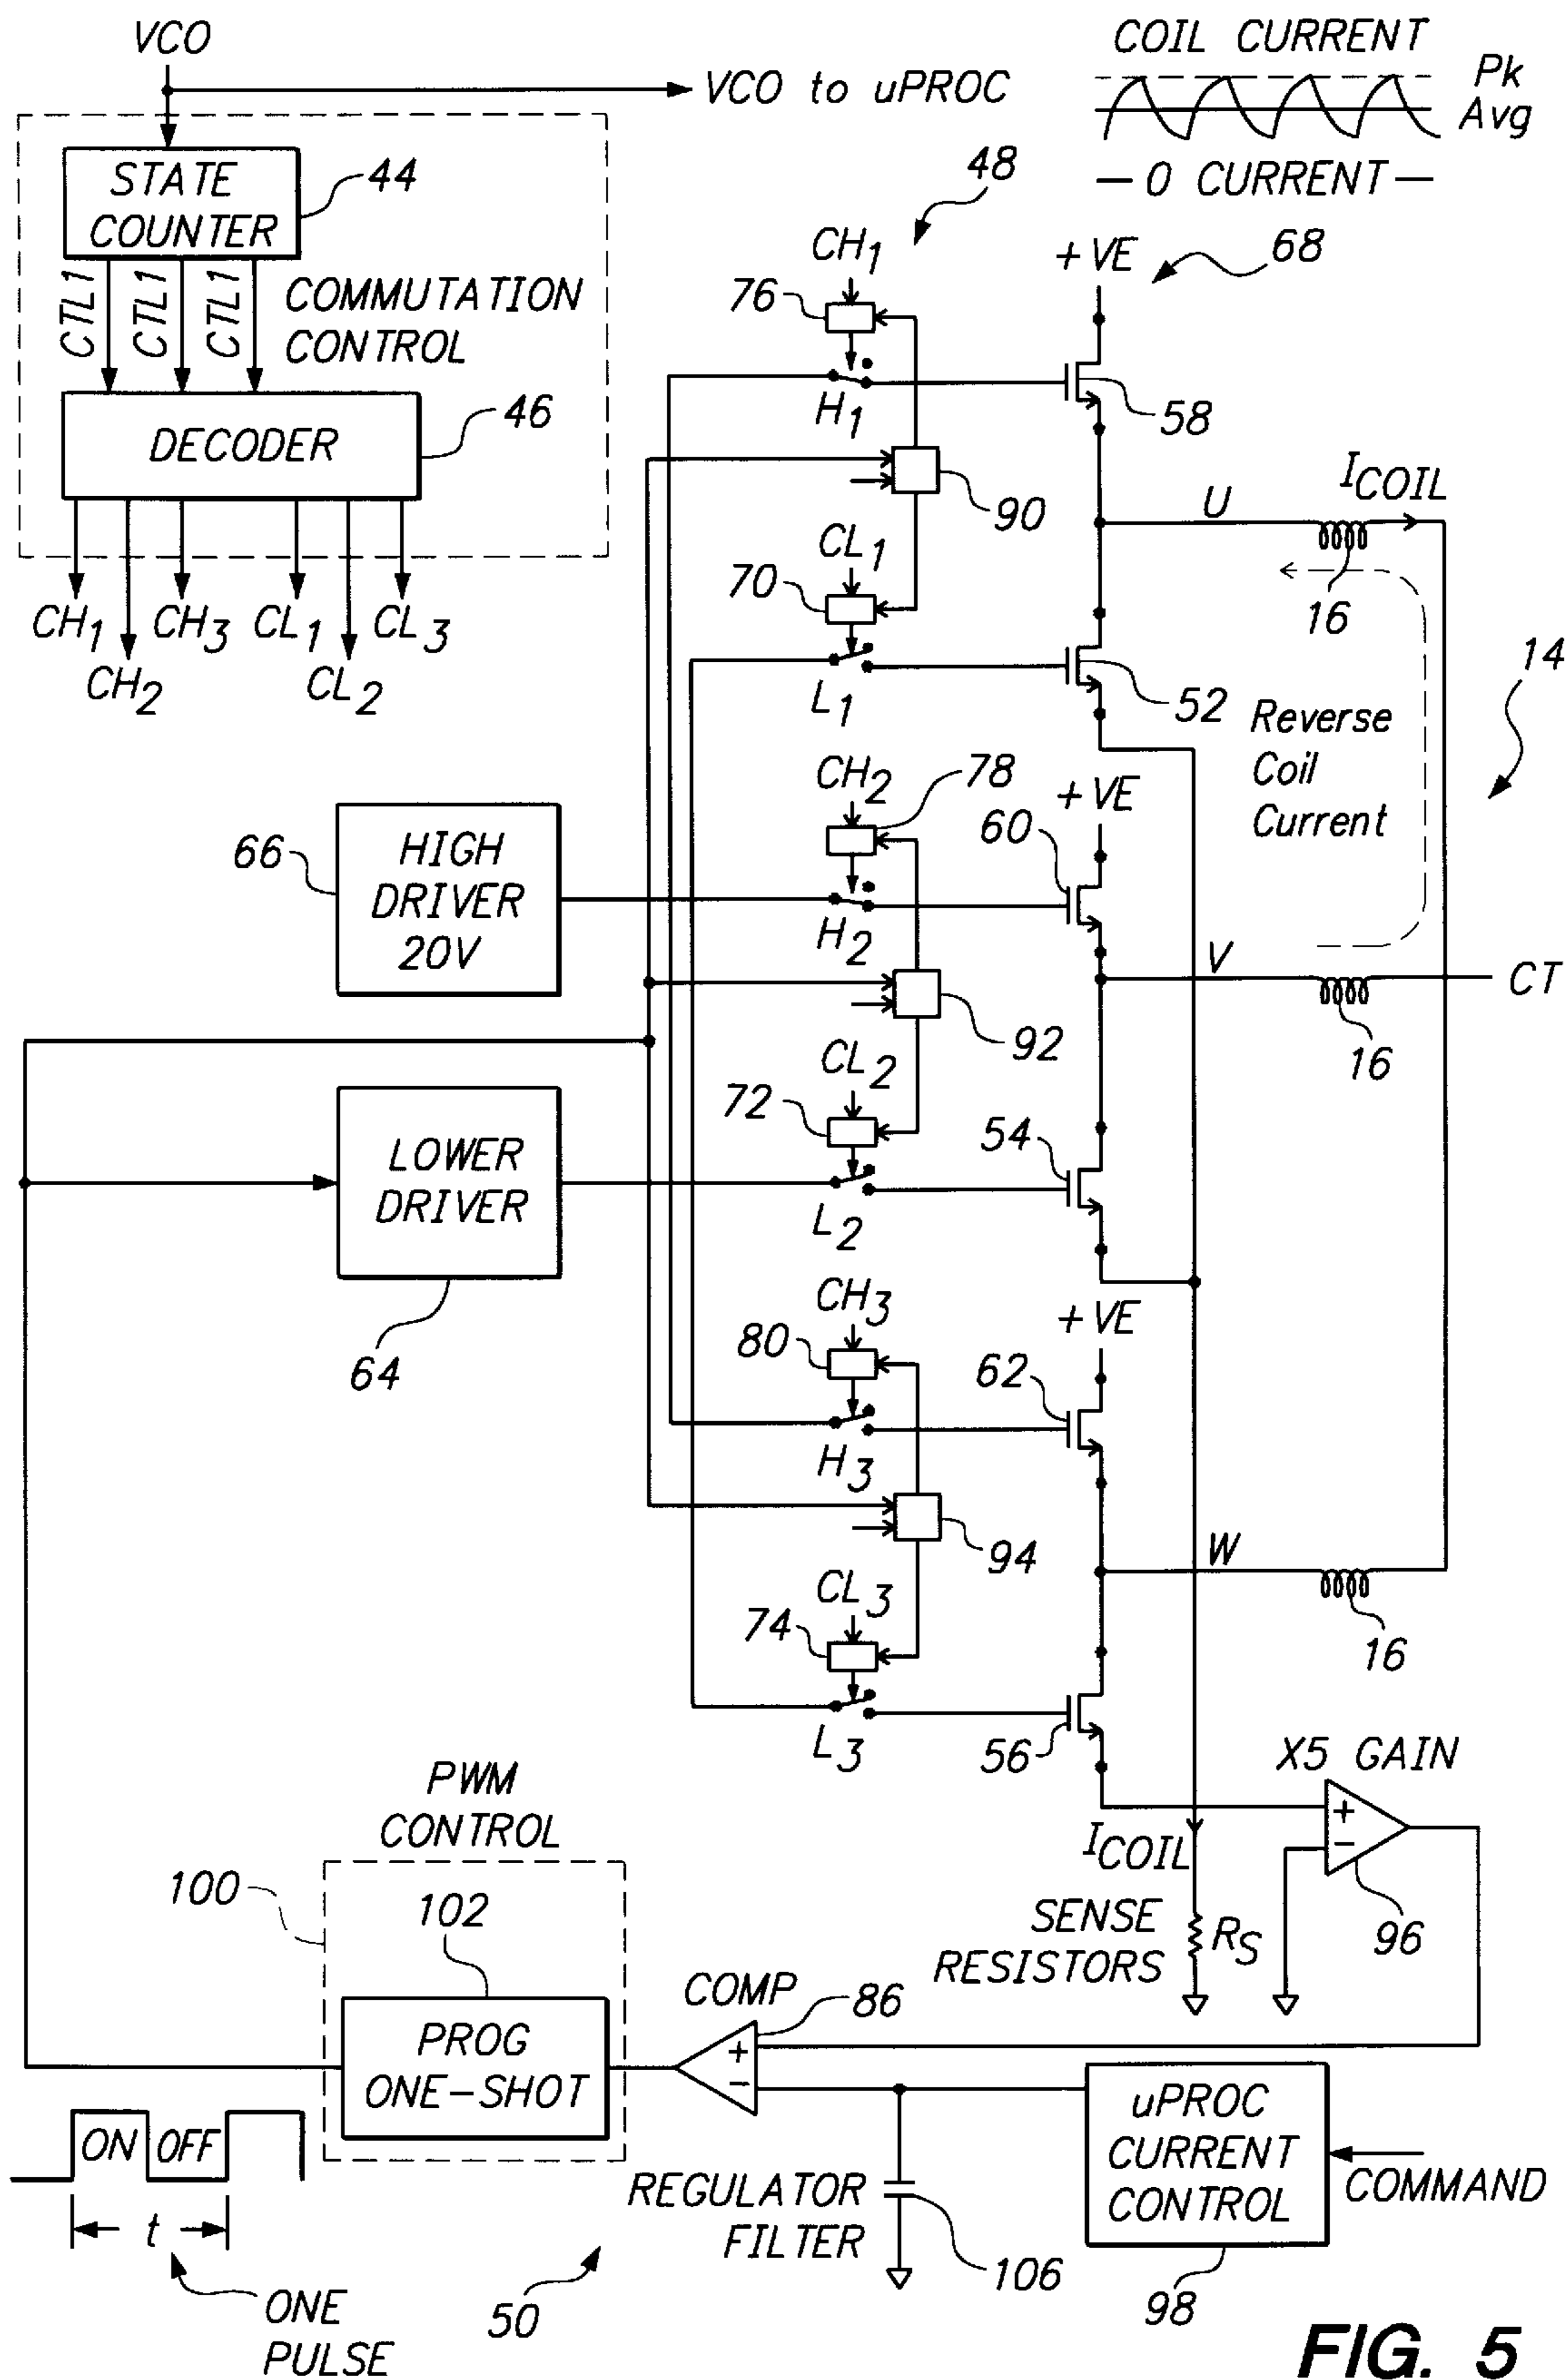 VCO
VCO to uPROC
COIL CURRENT
Pk
Avg
— 0 CURRENT —
STATE
COUNTER
44
CTL1
CTL1
CTL1
COMMUTATION
CONTROL
DECODER
46
CH1
CH2
CH3
CL1
CL2
CL3
48
68
CH1
76
H1
+VE
58
90
U
ICOIL
16
CL1
70
L1
52
Reverse
Coil
Current
14
HIGH
DRIVER
20V
66
CH2
78
H2
+VE
60
92
V
CT
16
LOWER
DRIVER
64
CL2
72
L2
54
CH3
80
H3
+VE
62
94
W
16
CL3
74
L3
56
X5 GAIN
+
−
96
ICOIL
SENSE
RESISTORS
RS
PWM
CONTROL
100
102
PROG
ONE-SHOT
COMP
86
+
−
uPROC
CURRENT
CONTROL
98
COMMAND
REGULATOR
FILTER
106
ON
OFF
t
ONE
PULSE
50
FIG. 5